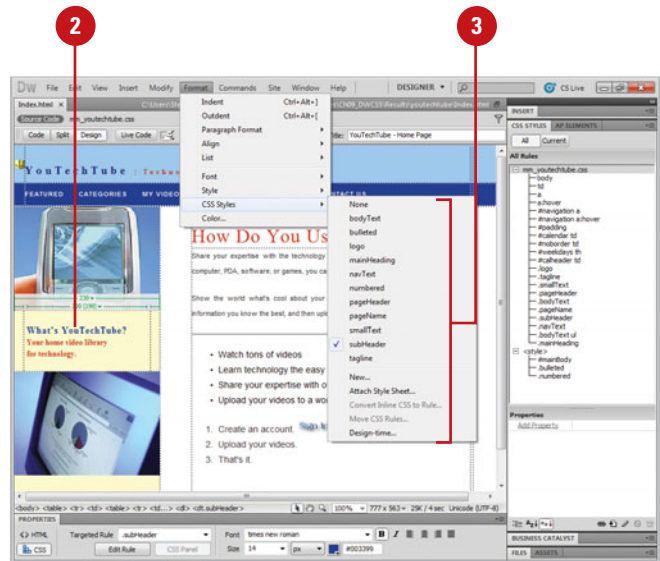 2
3
DW File Edit View Insert Modify Format Commands Site Window Help DESIGNER CS Live
Index.html ×
Source Code mm_youtechtube.css
Code Split Design Live Code Title: YouTechTube - Home Page
Indent Ctrl+Alt+]
Outdent Ctrl+Alt+[
Paragraph Format
Align
List
Font
Style
CSS Styles
Color...
None
bodyText
bulleted
logo
mainHeading
navText
numbered
pageHeader
pageName
smallText
subHeader
tagline
New...
Attach Style Sheet...
Convert Inline CSS to Rule...
Move CSS Rules...
Design-time...
YouTechTube
FEATURED CATEGORIES MY VIDEO
How Do You Us
Share your expertise with the technology
computer, PDA, software, or games, you ca
Show the world what's cool about your
information you know the best, and then uplo
What's YouTechTube?
Your home video library
for technology.
• Watch tons of videos
• Learn technology the easy
• Share your expertise with o
• Upload your videos to a wo
1. Create an account.
2. Upload your videos.
3. That's it.
<body> <table> <tr> <td> <table> <tr> <td...> <dl> <dt.subHeader> 100% 777 x 563 25K / 4 sec Unicode (UTF-8)
PROPERTIES
<> HTML Targeted Rule .subHeader Font times new roman B I
CSS Edit Rule CSS Panel Size 14 px #003399
INSERT
CSS STYLES AP ELEMENTS
All Current
All Rules
mm_youtechtube.css
body
td
a
a:hover
#navigation a
#navigation a:hover
#padding
#calendar td
#noborder td
#weekdays th
#calheader td
.logo
.tagline
.smallText
.pageHeader
.bodyText
.pageName
.subHeader
.navText
.bodyText ul
.mainHeading
<style>
#mainBody
.bulleted
.numbered
Properties
Add Property
BUSINESS CATALYST
FILES ASSETS